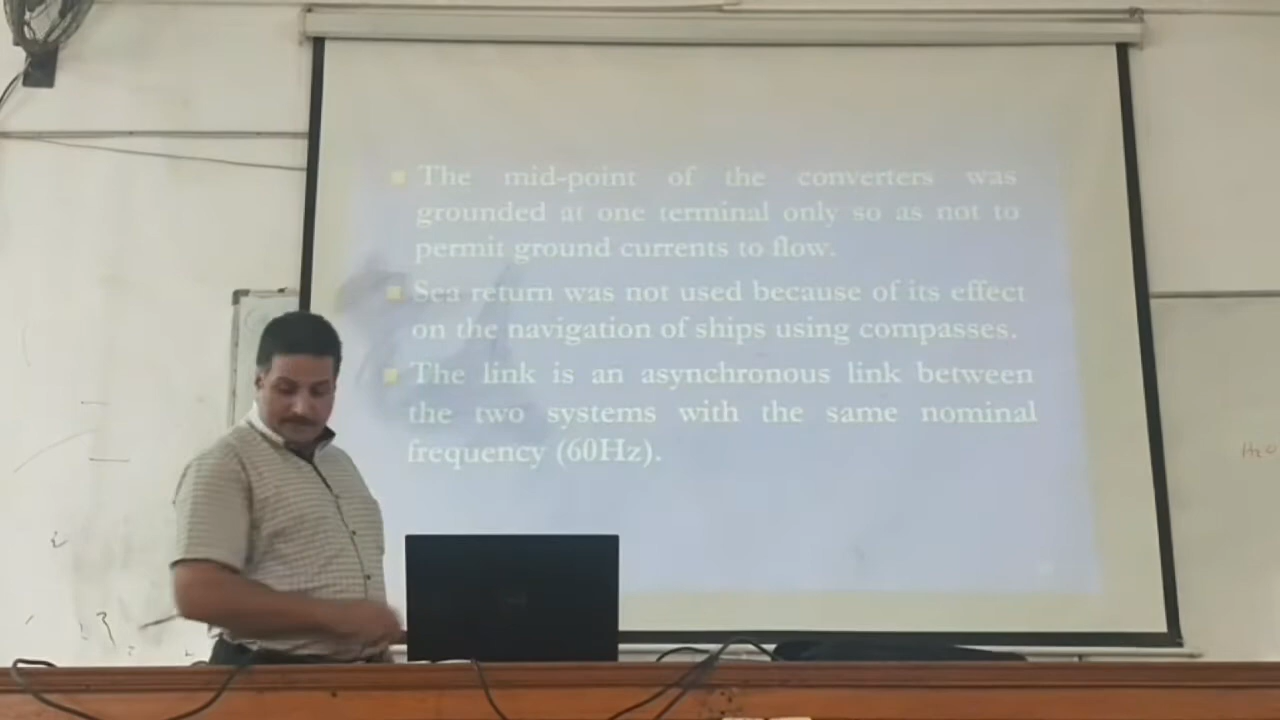 The mid-point of the converters was
grounded at one terminal only so as not to
permit ground currents to flow.
Sea return was not used because of its effect
on the navigation of ships using compasses.
The link is an asynchronous link between
the two systems with the same nominal
frequency (60Hz).
H₂O